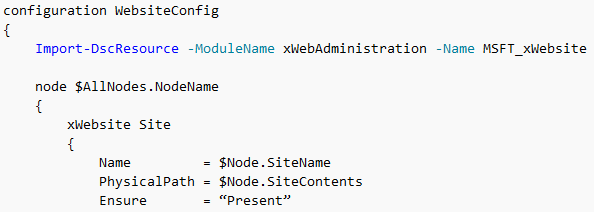 configuration WebsiteConfig
{
    Import-DscResource -ModuleName xWebAdministration -Name MSFT_xWebsite
    node $AllNodes.NodeName
    {
        xWebsite Site
        {
            Name         = $Node.SiteName
            PhysicalPath = $Node.SiteContents
            Ensure       = “Present”